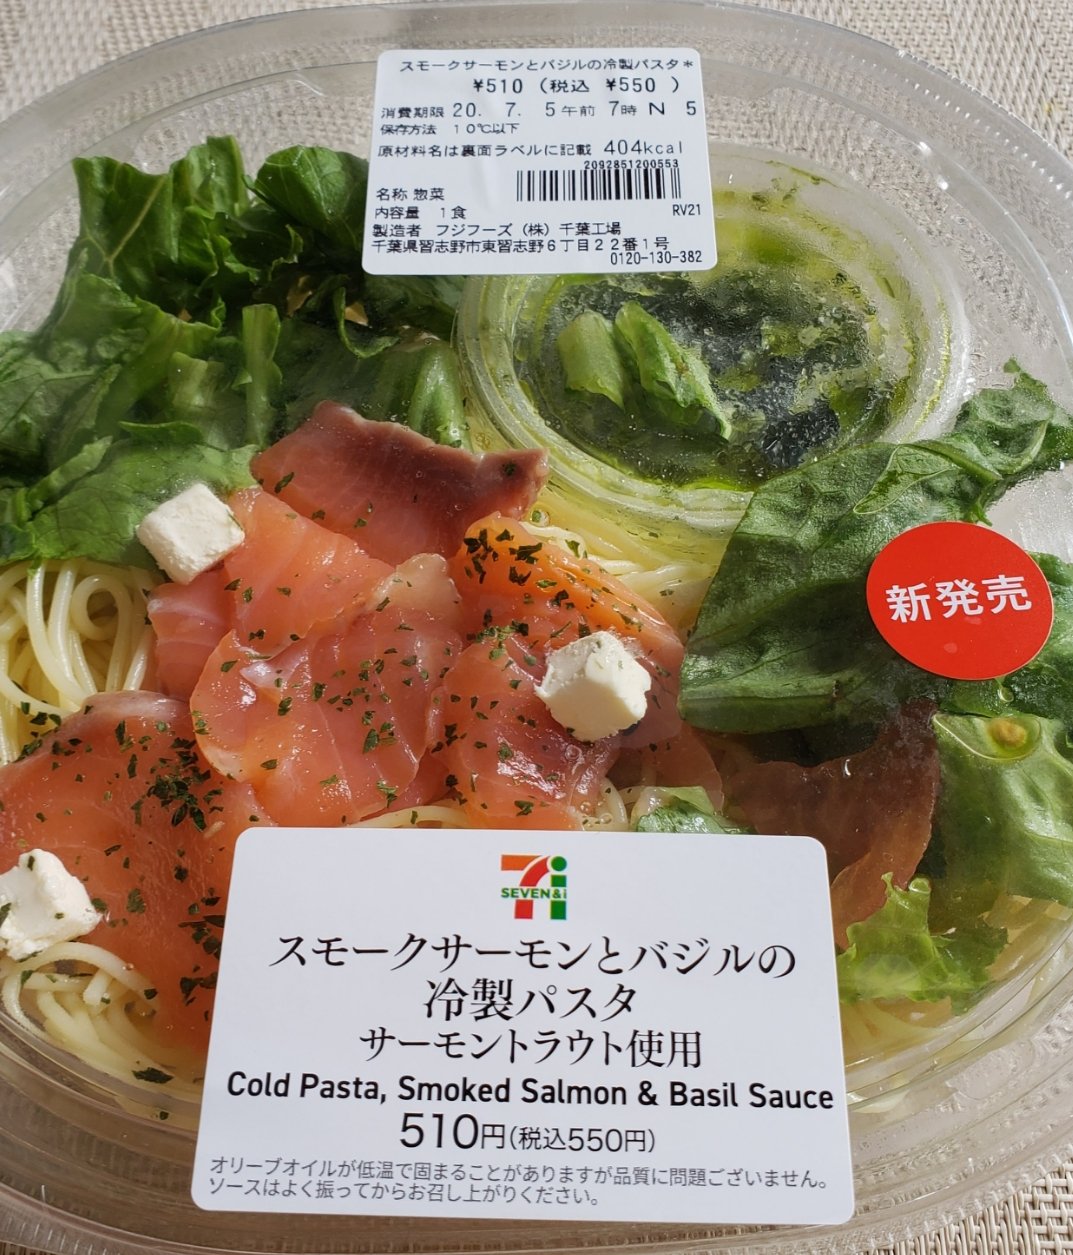 スモークサーモンとバジルの冷製パスタ*
¥510 (税込 ¥550 )
消費期限 20. 7. 5午前 7時 N 5
保存方法 10℃以下
原材料名は裏面ラベルに記載 404kcal
2092851200553
名称 惣菜
内容量 1食 RV21
製造者 フジフーズ(株)千葉工場
千葉県習志野市東習志野6丁目22番1号
0120-130-382
新発売
SEVEN&i
スモークサーモンとバジルの
冷製パスタ
サーモントラウト使用
Cold Pasta, Smoked Salmon & Basil Sauce
510円(税込550円)
オリーブオイルが低温で固まることがありますが品質に問題ございません。
ソースはよく振ってからお召し上がりください。